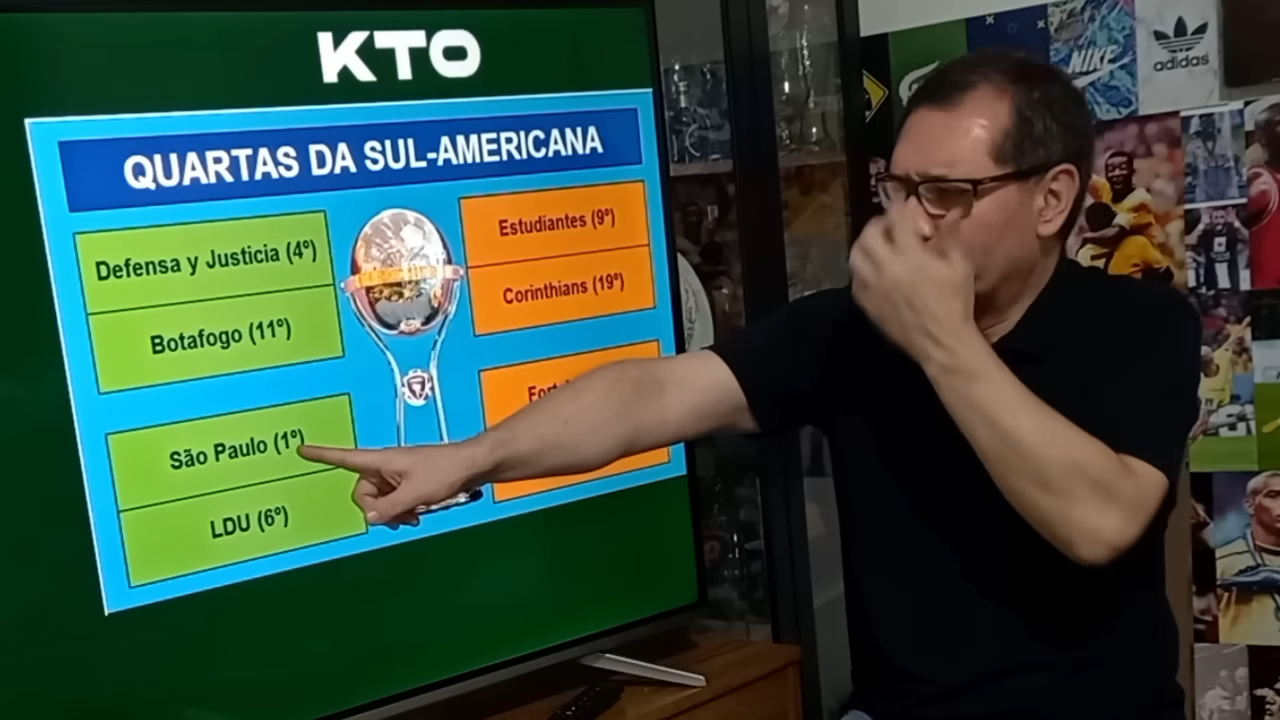 KTO
QUARTAS DA SUL-AMERICANA
Defensa y Justicia (4º)
Botafogo (11º)
São Paulo (1º)
LDU (6º)
Estudiantes (9º)
Corinthians (19º)
NIKE
adidas